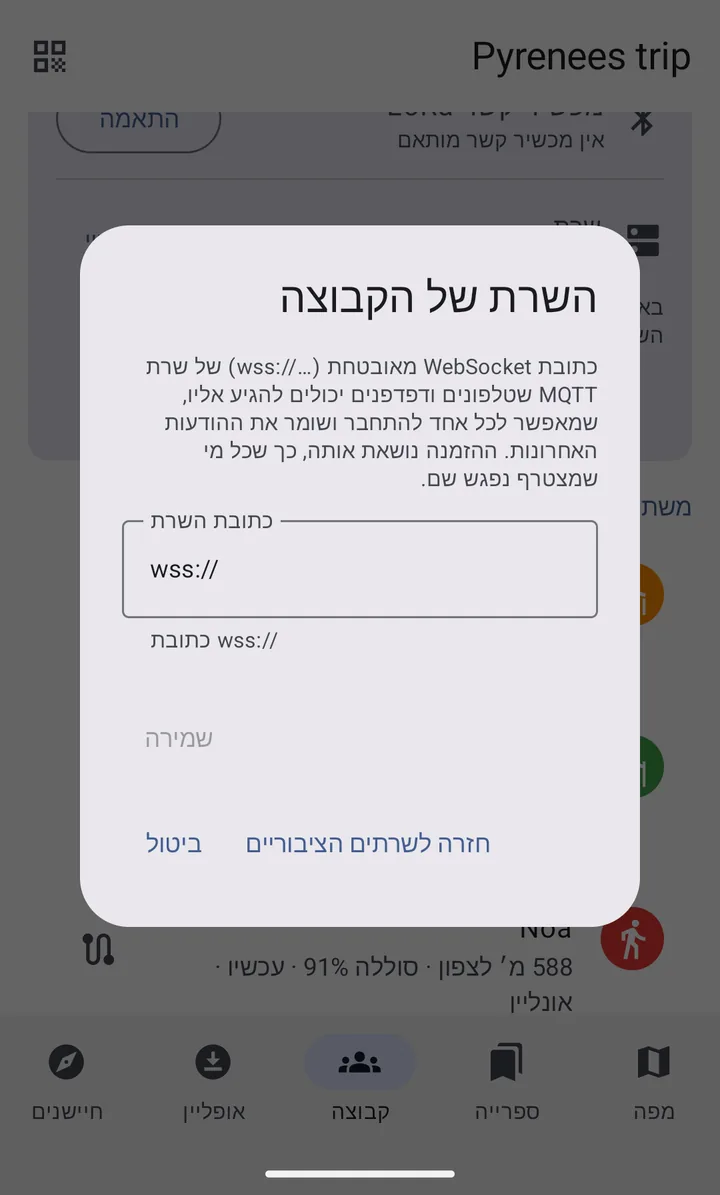 Pyrenees trip
התאמה
אין מכשיר קשר מותאם
השרת של הקבוצה
כתובת WebSocket מאובטחת (wss://…) של שרת
MQTT שטלפונים ודפדפנים יכולים להגיע אליו,
שמאפשר לכל אחד להתחבר ושומר את ההודעות
האחרונות. ההזמנה נושאת אותה, כך שכל מי
שמצטרף נפגש שם.
כתובת השרת
wss://
כתובת wss://
שמירה
חזרה לשרתים הציבוריים
ביטול
Noa
588 מ׳ לצפון · סוללה 91% · עכשיו ·
אונליין
מפה
ספרייה
קבוצה
אופליין
חיישנים